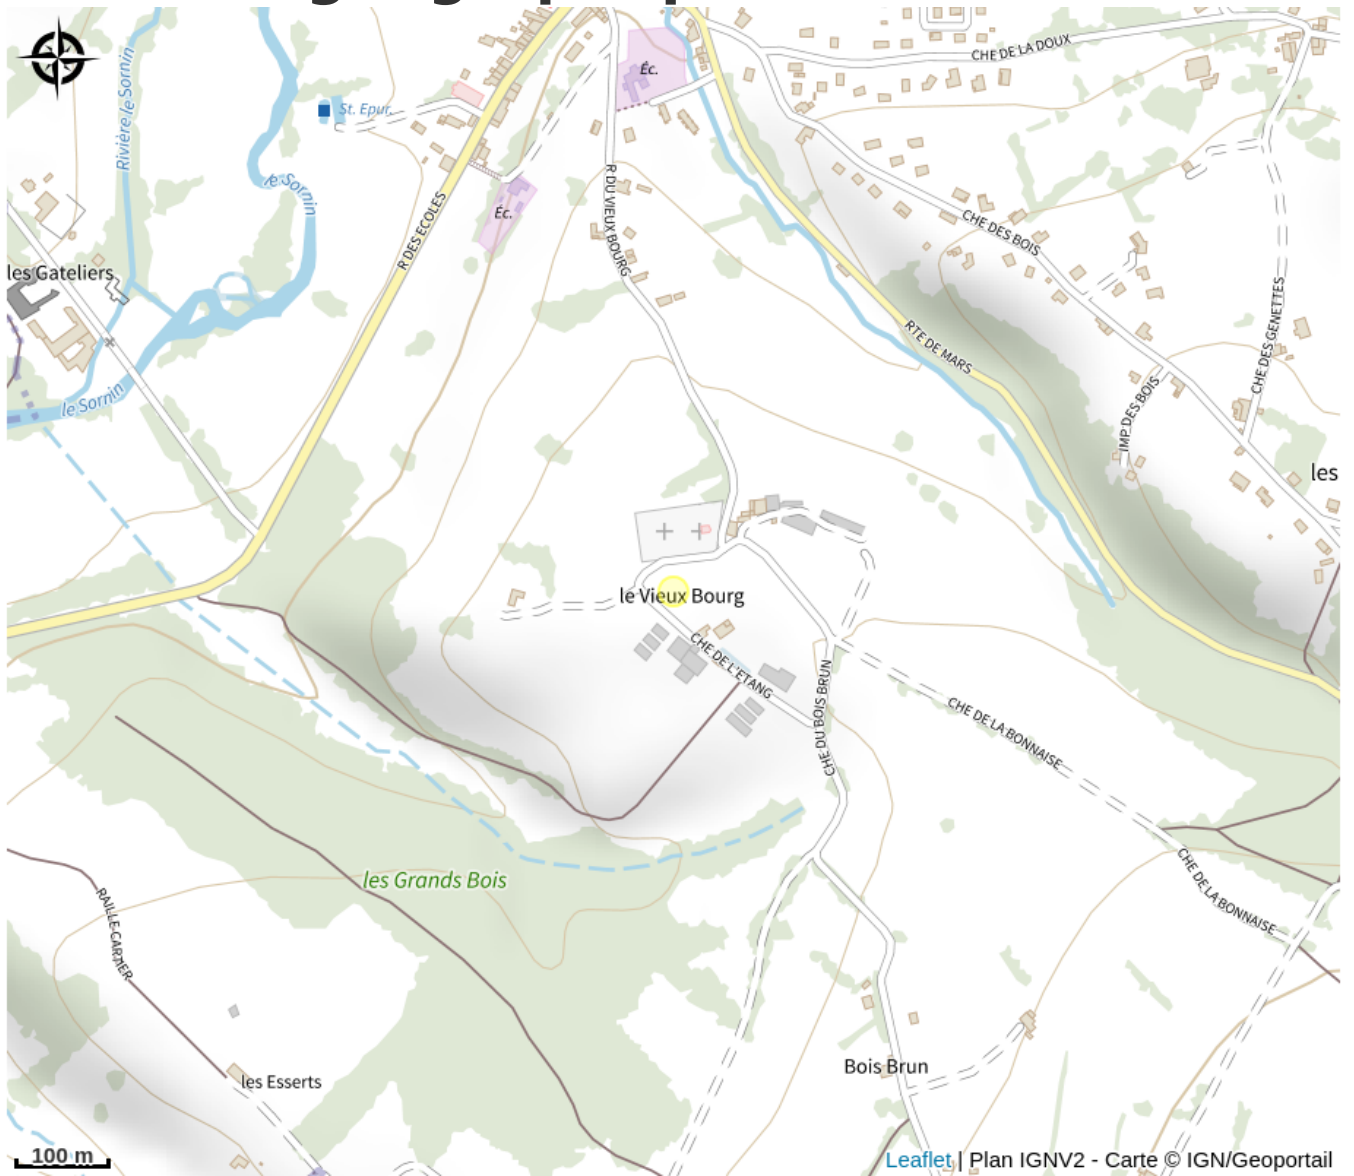 CHE DE LA DOUX
Éc.
Rivière le Sornin
St. Epur.
le Sornin
R DU VIEUX BOURG
R DES ECOLES
Éc.
CHE DES BOIS
les Gateliers
CHE DES GENETTES
RTE DE MARS
le Sornin
IMP DES BOIS
les
le Vieux Bourg
CHE DE L'ETANG
CHE DU BOIS BRUN
CHE DE LA BONNAISE
les Grands Bois
CHE DE LA BONNAISE
RAILLE CARTIER
Bois Brun
les Esserts
100 m
Leaflet | Plan IGNV2 - Carte © IGN/Geoportail